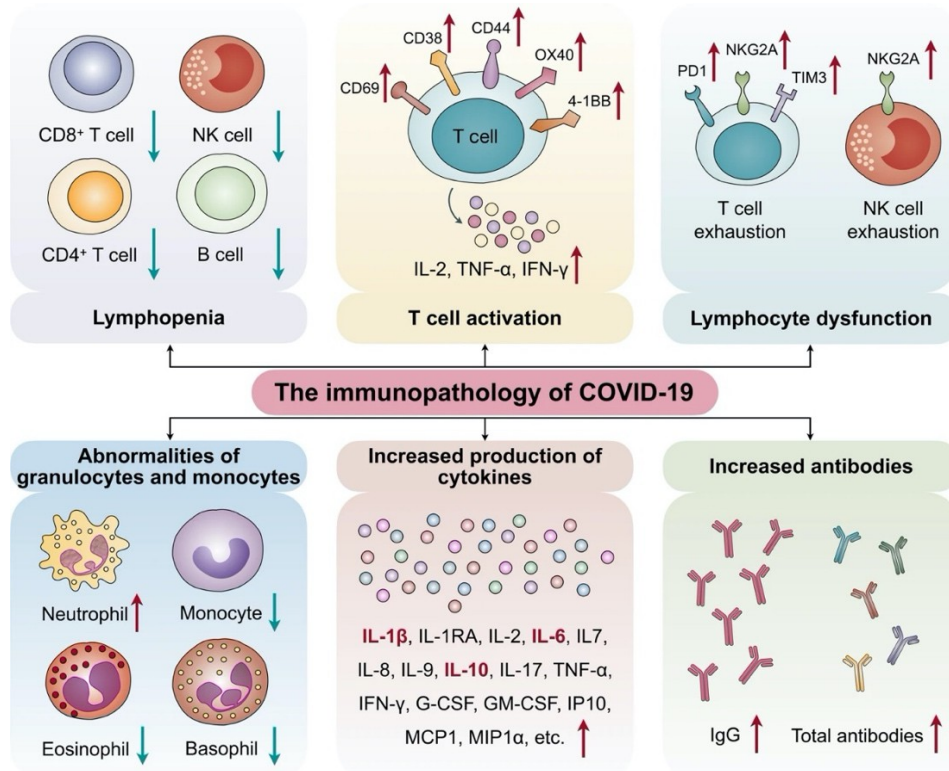 CD8⁺ T cell
NK cell
CD4⁺ T cell
B cell
Lymphopenia
CD69
CD38
CD44
OX40
4-1BB
T cell
IL-2, TNF-α, IFN-γ
T cell activation
PD1
NKG2A
TIM3
NKG2A
T cell
exhaustion
NK cell
exhaustion
Lymphocyte dysfunction
The immunopathology of COVID-19
Abnormalities of
granulocytes and monocytes
Neutrophil
Monocyte
Eosinophil
Basophil
Increased production of
cytokines
IL-1β, IL-1RA, IL-2, IL-6, IL7,
IL-8, IL-9, IL-10, IL-17, TNF-α,
IFN-γ, G-CSF, GM-CSF, IP10,
MCP1, MIP1α, etc.
Increased antibodies
IgG
Total antibodies